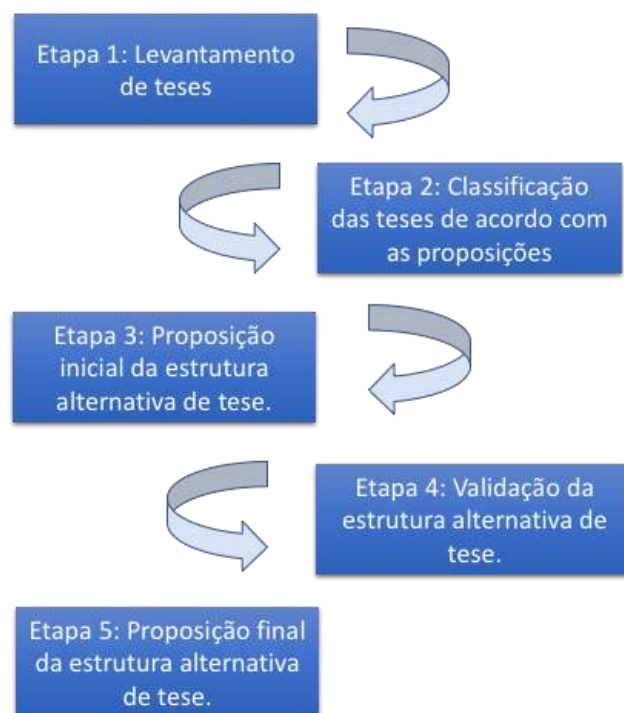 Etapa 1: Levantamento
de teses
Etapa 2: Classificação
das teses de acordo com
as proposições
Etapa 3: Proposição
inicial da estrutura
alternativa de tese.
Etapa 4: Validação da
estrutura alternativa de
tese.
Etapa 5: Proposição final
da estrutura alternativa
de tese.